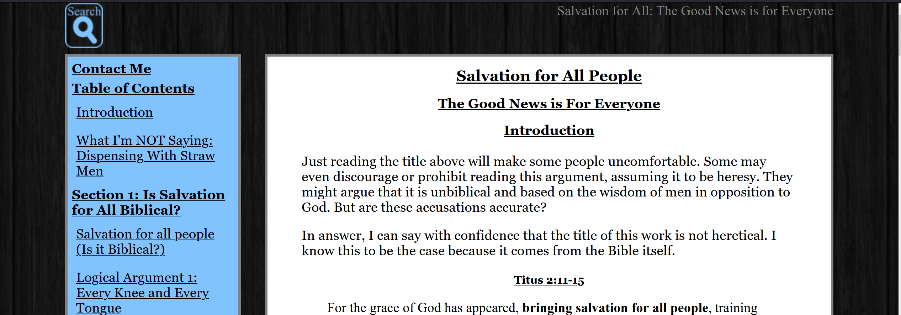 Search
Salvation for All: The Good News is for Everyone
Contact Me
Table of Contents
Introduction
What I'm NOT Saying:
Dispensing With Straw
Men
Section 1: Is Salvation
for All Biblical?
Salvation for all people
(Is it Biblical?)
Logical Argument 1:
Every Knee and Every
Tongue
Salvation for All People
The Good News is For Everyone
Introduction
Just reading the title above will make some people uncomfortable. Some may
even discourage or prohibit reading this argument, assuming it to be heresy. They
might argue that it is unbiblical and based on the wisdom of men in opposition to
God. But are these accusations accurate?
In answer, I can say with confidence that the title of this work is not heretical. I
know this to be the case because it comes from the Bible itself.
Titus 2:11-15
For the grace of God has appeared, bringing salvation for all people, training